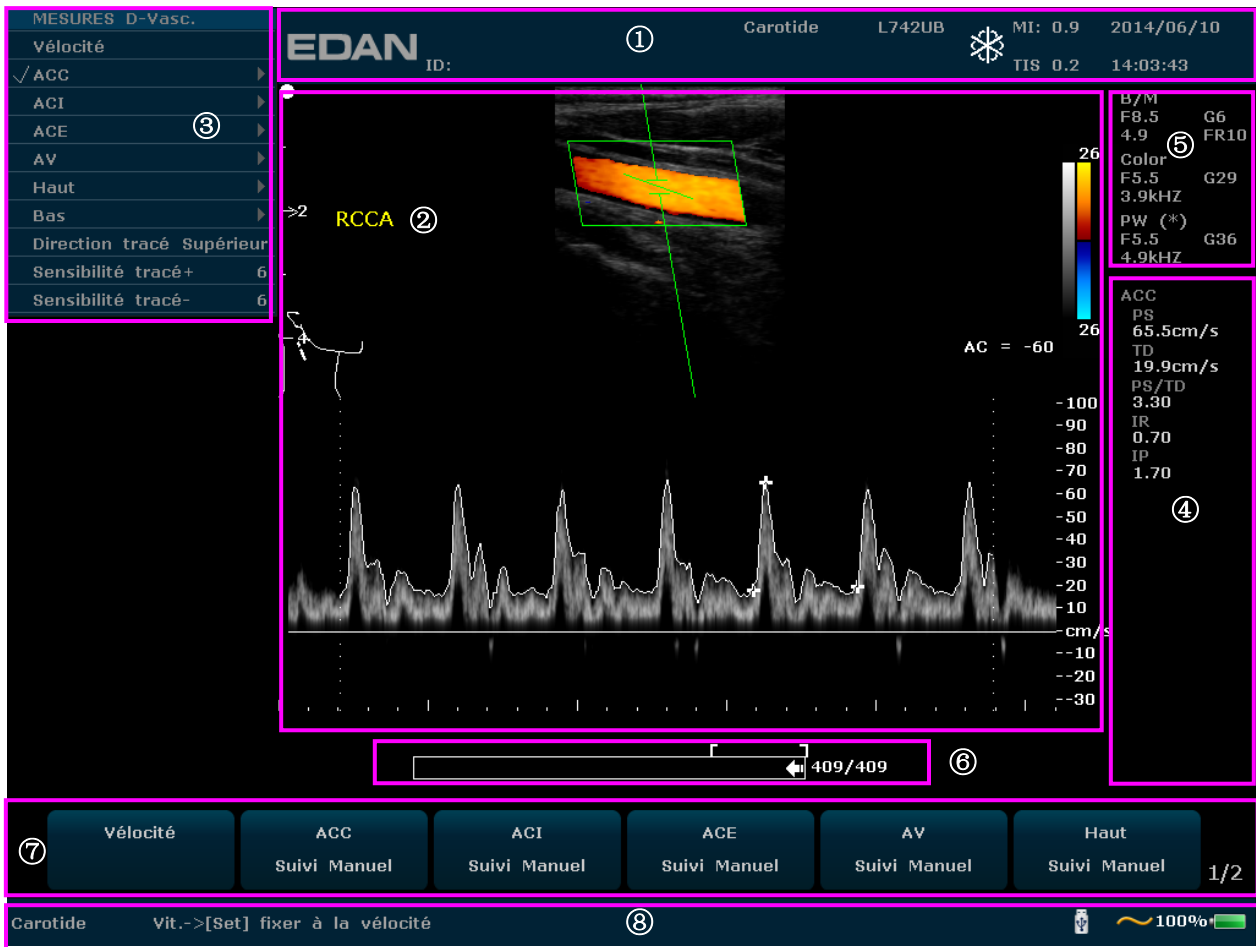 MESURES D-Vasc.
Vélocité
ACC
ACI
ACE
AV
Haut
Bas
Direction tracé Supérieur
Sensibilité tracé+ 6
Sensibilité tracé- 6
③
EDAN
ID:
①
Carotide L742UB MI: 0.9 2014/06/10
TIS 0.2 14:03:43
2
4
RCCA ②
26
26
AC = -60
-100
-90
-80
-70
-60
-50
-40
-30
-20
-10
-cm/s
--10
--20
--30
B/M
F8.5 G6
4.9 FR10
⑤
Color
F5.5 G29
3.9kHZ
PW (*)
F5.5 G36
4.9kHZ
ACC
PS
65.5cm/s
TD
19.9cm/s
PS/TD
3.30
IR
0.70
IP
1.70
④
409/409 ⑥
⑦
Vélocité
ACC
Suivi Manuel
ACI
Suivi Manuel
ACE
Suivi Manuel
AV
Suivi Manuel
Haut
Suivi Manuel
1/2
Carotide Vit.->[Set] fixer à la vélocité ⑧ 100%